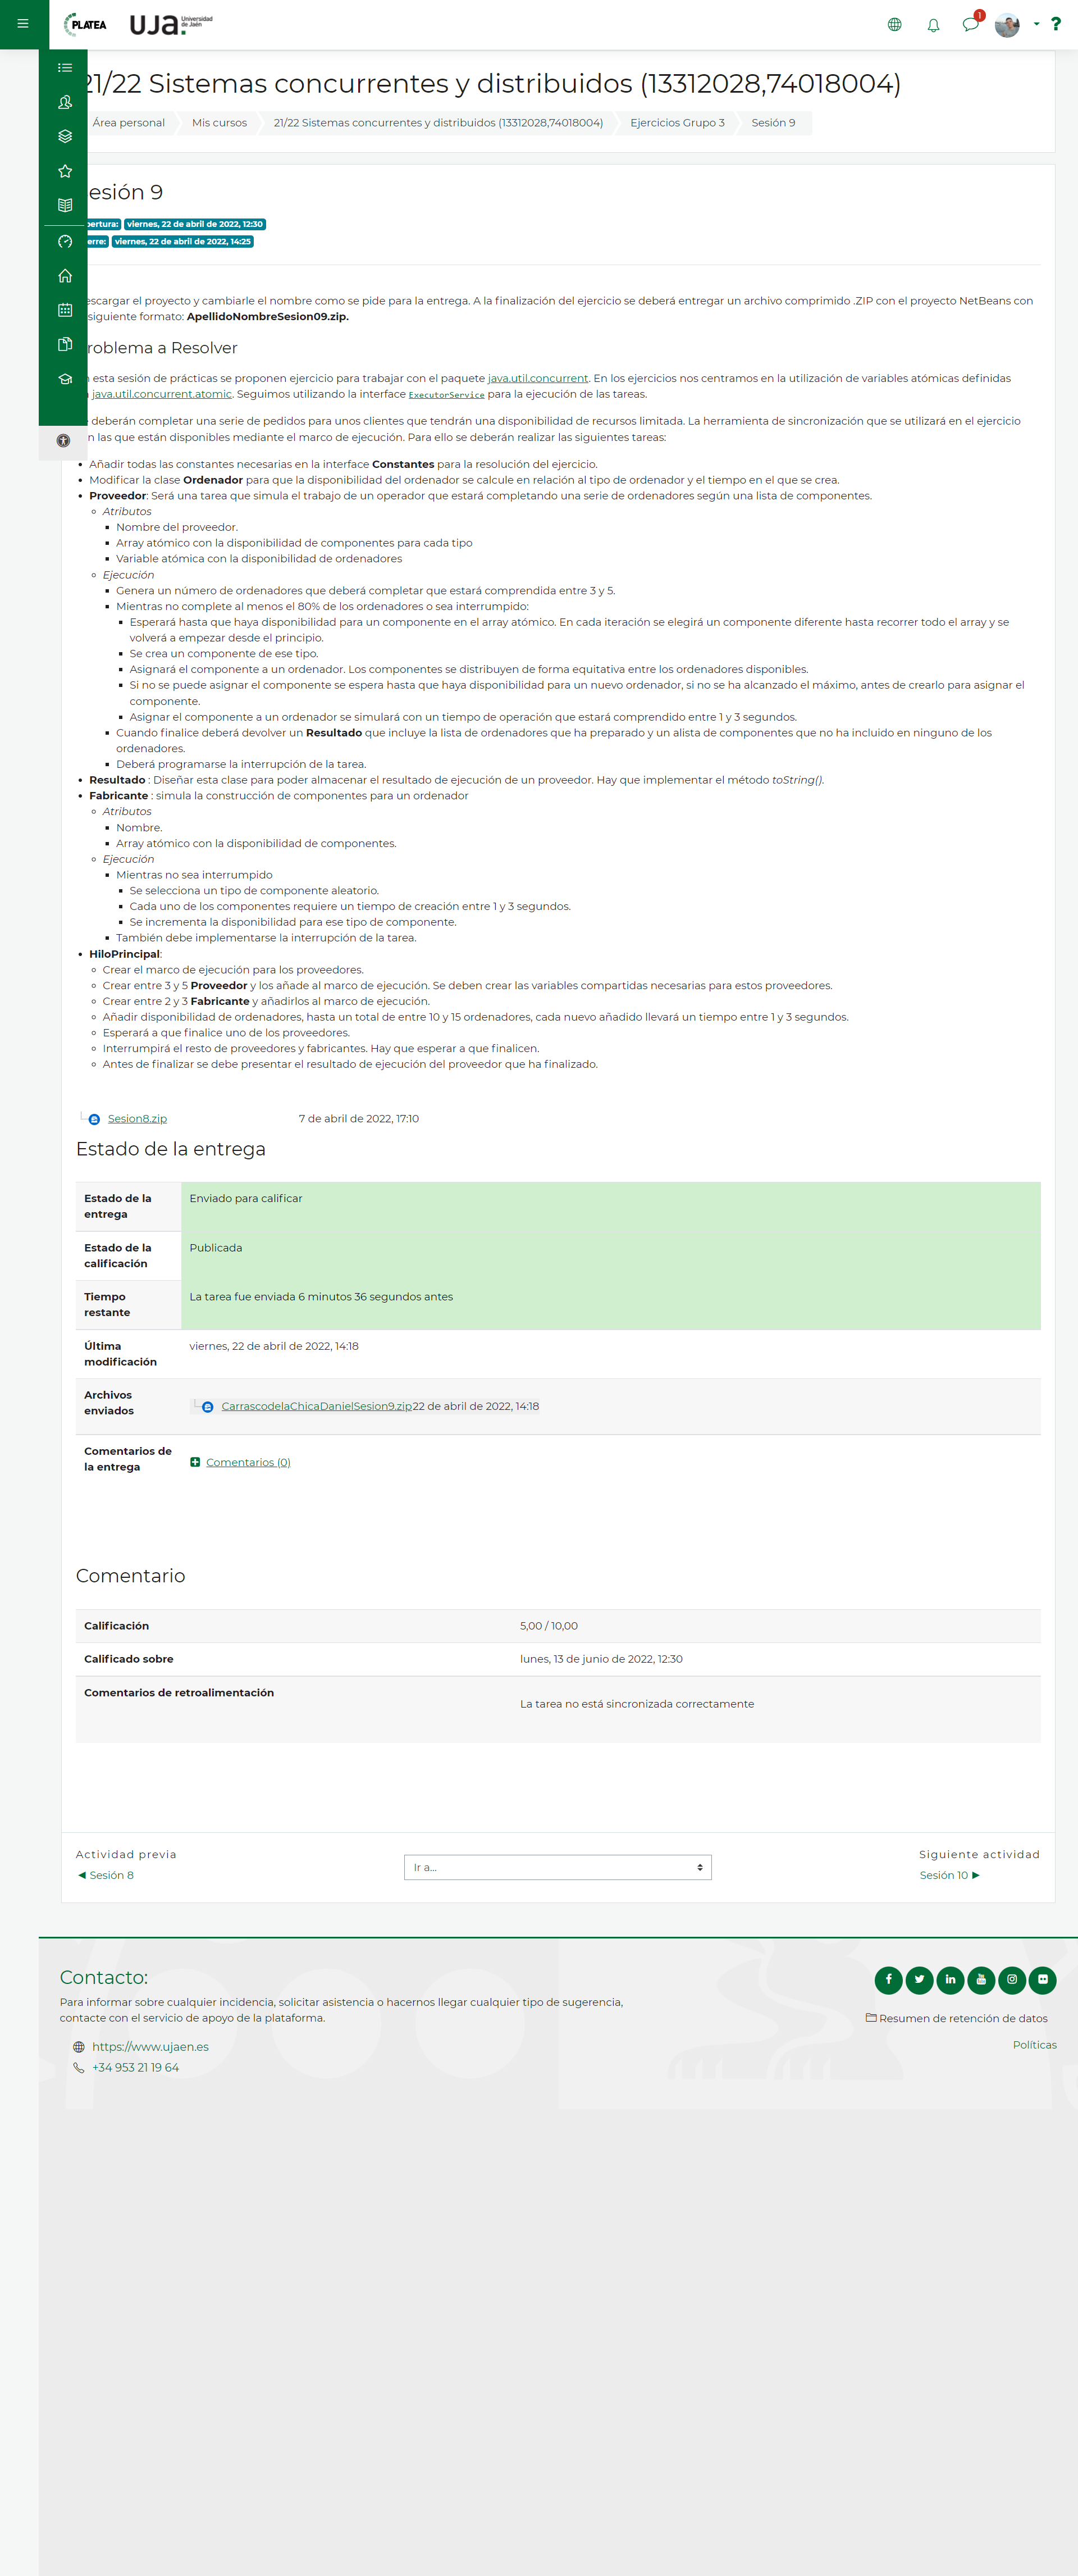 PLATEA
uja.
Universidad
de Jaén
1
21/22 Sistemas concurrentes y distribuidos (13312028,74018004)
Área personal
Mis cursos
21/22 Sistemas concurrentes y distribuidos (13312028,74018004)
Ejercicios Grupo 3
Sesión 9
esión 9
pertura: viernes, 22 de abril de 2022, 12:30
erre: viernes, 22 de abril de 2022, 14:25
escargar el proyecto y cambiarle el nombre como se pide para la entrega. A la finalización del ejercicio se deberá entregar un archivo comprimido .ZIP con el proyecto NetBeans con
siguiente formato: ApellidoNombreSesion09.zip.
roblema a Resolver
esta sesión de prácticas se proponen ejercicio para trabajar con el paquete java.util.concurrent. En los ejercicios nos centramos en la utilización de variables atómicas definidas
java.util.concurrent.atomic. Seguimos utilizando la interface ExecutorService para la ejecución de las tareas.
deberán completar una serie de pedidos para unos clientes que tendrán una disponibilidad de recursos limitada. La herramienta de sincronización que se utilizará en el ejercicio
n las que están disponibles mediante el marco de ejecución. Para ello se deberán realizar las siguientes tareas:
• Añadir todas las constantes necesarias en la interface Constantes para la resolución del ejercicio.
• Modificar la clase Ordenador para que la disponibilidad del ordenador se calcule en relación al tipo de ordenador y el tiempo en el que se crea.
• Proveedor: Será una tarea que simula el trabajo de un operador que estará completando una serie de ordenadores según una lista de componentes.
◦ Atributos
▪ Nombre del proveedor.
▪ Array atómico con la disponibilidad de componentes para cada tipo
▪ Variable atómica con la disponibilidad de ordenadores
◦ Ejecución
▪ Genera un número de ordenadores que deberá completar que estará comprendida entre 3 y 5.
▪ Mientras no complete al menos el 80% de los ordenadores o sea interrumpido:
▪ Esperará hasta que haya disponibilidad para un componente en el array atómico. En cada iteración se elegirá un componente diferente hasta recorrer todo el array y se
volverá a empezar desde el principio.
▪ Se crea un componente de ese tipo.
▪ Asignará el componente a un ordenador. Los componentes se distribuyen de forma equitativa entre los ordenadores disponibles.
▪ Si no se puede asignar el componente se espera hasta que haya disponibilidad para un nuevo ordenador, si no se ha alcanzado el máximo, antes de crearlo para asignar el
componente.
▪ Asignar el componente a un ordenador se simulará con un tiempo de operación que estará comprendido entre 1 y 3 segundos.
▪ Cuando finalice deberá devolver un Resultado que incluye la lista de ordenadores que ha preparado y un alista de componentes que no ha incluido en ninguno de los
ordenadores.
▪ Deberá programarse la interrupción de la tarea.
• Resultado : Diseñar esta clase para poder almacenar el resultado de ejecución de un proveedor. Hay que implementar el método toString().
• Fabricante : simula la construcción de componentes para un ordenador
◦ Atributos
▪ Nombre.
▪ Array atómico con la disponibilidad de componentes.
◦ Ejecución
▪ Mientras no sea interrumpido
▪ Se selecciona un tipo de componente aleatorio.
▪ Cada uno de los componentes requiere un tiempo de creación entre 1 y 3 segundos.
▪ Se incrementa la disponibilidad para ese tipo de componente.
▪ También debe implementarse la interrupción de la tarea.
• HiloPrincipal:
◦ Crear el marco de ejecución para los proveedores.
◦ Crear entre 3 y 5 Proveedor y los añade al marco de ejecución. Se deben crear las variables compartidas necesarias para estos proveedores.
◦ Crear entre 2 y 3 Fabricante y añadirlos al marco de ejecución.
◦ Añadir disponibilidad de ordenadores, hasta un total de entre 10 y 15 ordenadores, cada nuevo añadido llevará un tiempo entre 1 y 3 segundos.
◦ Esperará a que finalice uno de los proveedores.
◦ Interrumpirá el resto de proveedores y fabricantes. Hay que esperar a que finalicen.
◦ Antes de finalizar se debe presentar el resultado de ejecución del proveedor que ha finalizado.
Sesion8.zip 7 de abril de 2022, 17:10
Estado de la entrega
Estado de la
entrega
Enviado para calificar
Estado de la
calificación
Publicada
Tiempo
restante
La tarea fue enviada 6 minutos 36 segundos antes
Última
modificación
viernes, 22 de abril de 2022, 14:18
Archivos
enviados
CarrascodelaChicaDanielSesion9.zip22 de abril de 2022, 14:18
Comentarios de
la entrega
Comentarios (0)
Comentario
Calificación 5,00 / 10,00
Calificado sobre lunes, 13 de junio de 2022, 12:30
Comentarios de retroalimentación
La tarea no está sincronizada correctamente
Actividad previa
◀ Sesión 8
Ir a...
Siguiente actividad
Sesión 10 ▶
Contacto:
Para informar sobre cualquier incidencia, solicitar asistencia o hacernos llegar cualquier tipo de sugerencia,
contacte con el servicio de apoyo de la plataforma.
https://www.ujaen.es
+34 953 21 19 64
Resumen de retención de datos
Políticas